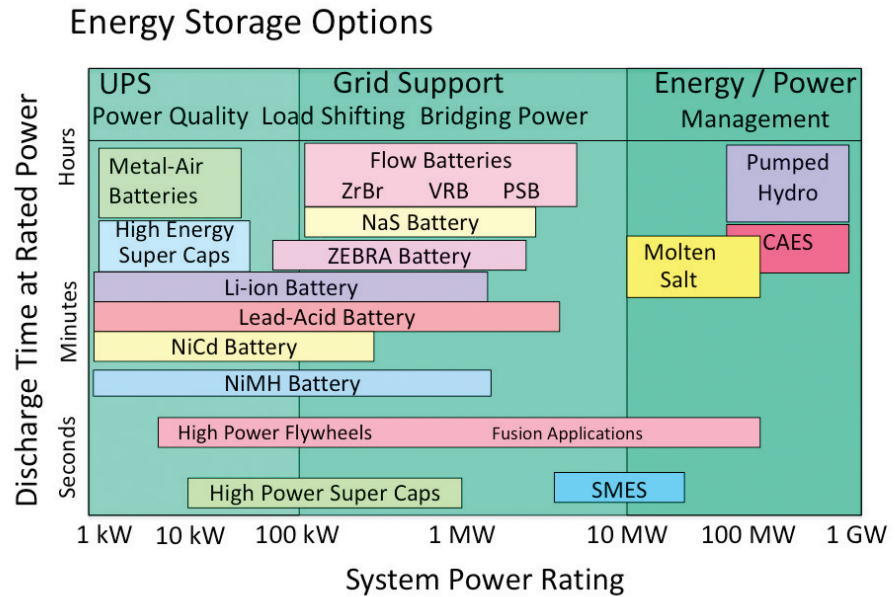 Energy Storage Options
UPS
Grid Support
Energy / Power
Power Quality
Load Shifting
Bridging Power
Management
Discharge Time at Rated Power
Hours
Minutes
Seconds
Metal-Air
Batteries
Flow Batteries
ZrBr VRB PSB
Pumped
Hydro
High Energy
Super Caps
NaS Battery
ZEBRA Battery
Molten
Salt
CAES
Li-ion Battery
Lead-Acid Battery
NiCd Battery
NiMH Battery
High Power Flywheels
Fusion Applications
High Power Super Caps
SMES
1 kW 10 kW 100 kW 1 MW 10 MW 100 MW 1 GW
System Power Rating